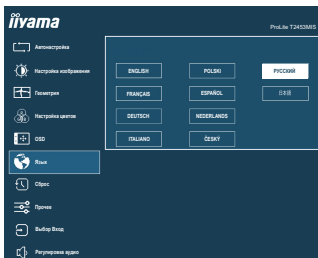 iiyama
ProLite T2453MIS
Автонастройка
Настройка изображения
Геометрия
Настройка цветов
OSD
Язык
Сброс
Прочее
Выбор Вход
Регулировка аудио
ENGLISH
POLSKI
РУССКИЙ
FRANÇAIS
ESPAÑOL
日本語
DEUTSCH
NEDERLANDS
ITALIANO
ČESKÝ